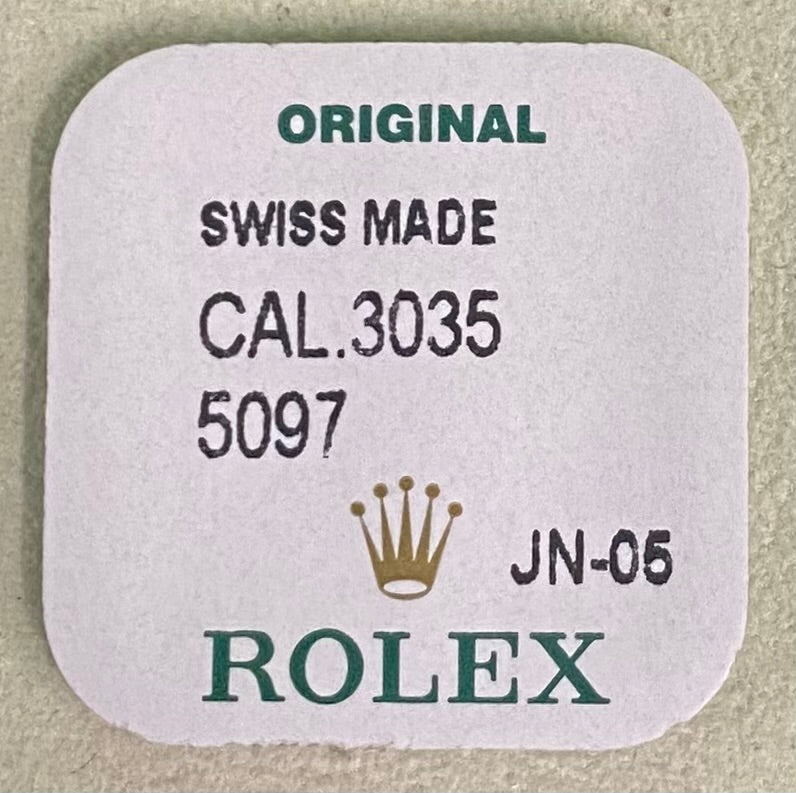 ORIGINAL
SWISS MADE
CAL.3035
5097
JN-05
ROLEX